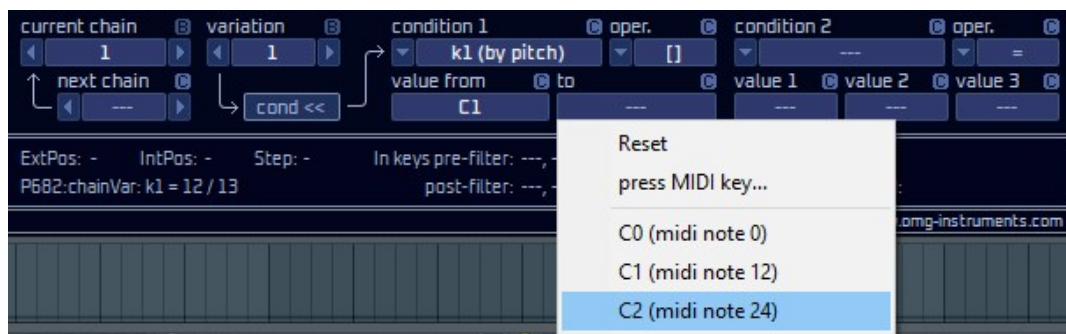 current chain B variation B condition 1 C oper. C condition 2 C oper. C
1 1 k1 (by pitch) [] --- =
next chain C value from C to C value 1 C value 2 C value 3 C
--- cond << C1 --- --- --- ---
ExtPos: - IntPos: - Step: - In keys pre-filter: ---, -
P682:chainVar: k1 = 12 / 13 post-filter: ---, - :
.omg-instruments.com
Reset
press MIDI key...
C0 (midi note 0)
C1 (midi note 12)
C2 (midi note 24)